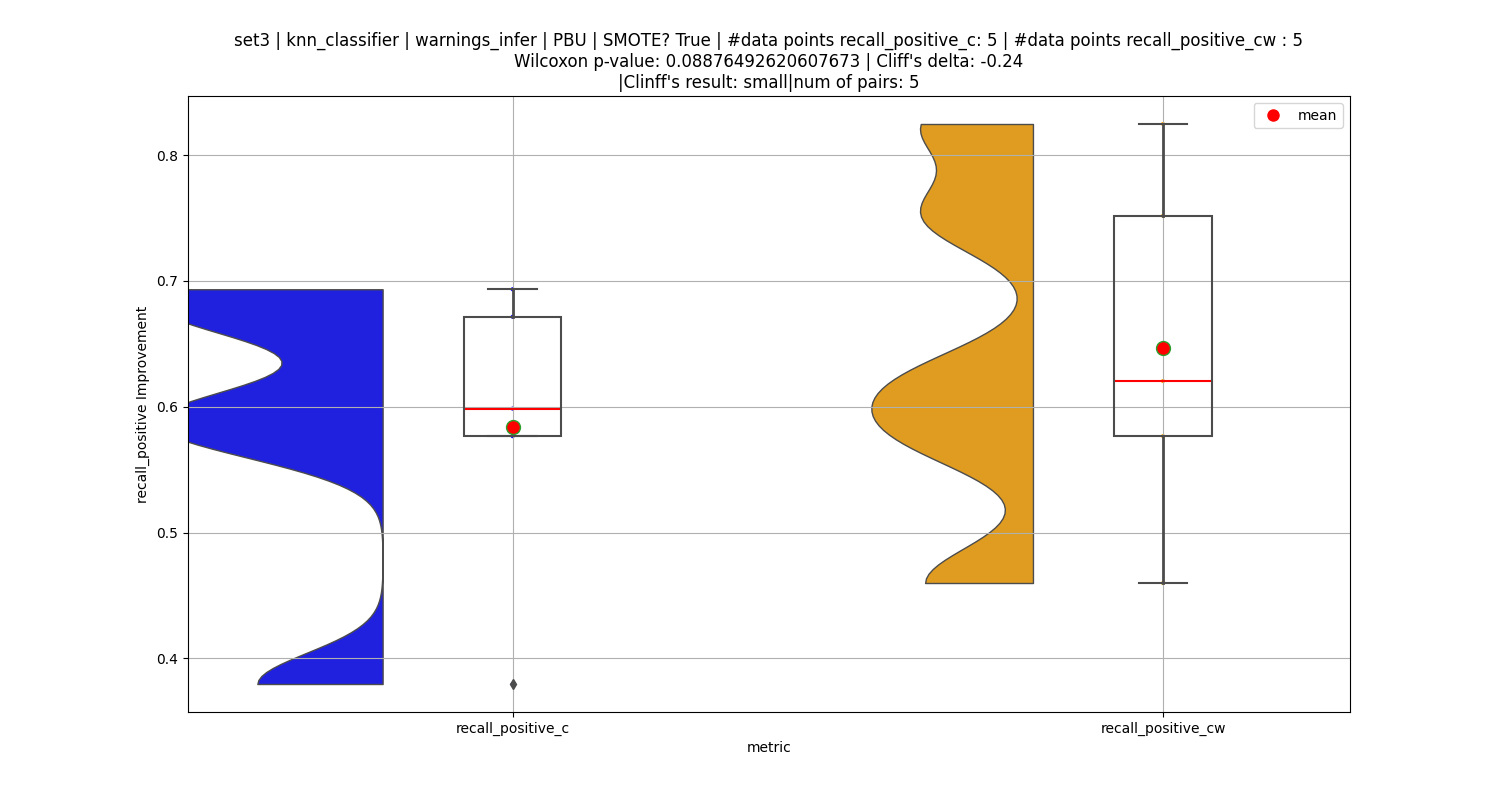 set3 | knn_classifier | warnings_infer | PBU | SMOTE? True | #data points recall_positive_c: 5 | #data points recall_positive_cw : 5
Wilcoxon p-value: 0.08876492620607673 | Cliff's delta: -0.24
|Clinff's result: small|num of pairs: 5
mean
0.8
0.7
0.6
0.5
0.4
recall_positive Improvement
recall_positive_c
recall_positive_cw
metric